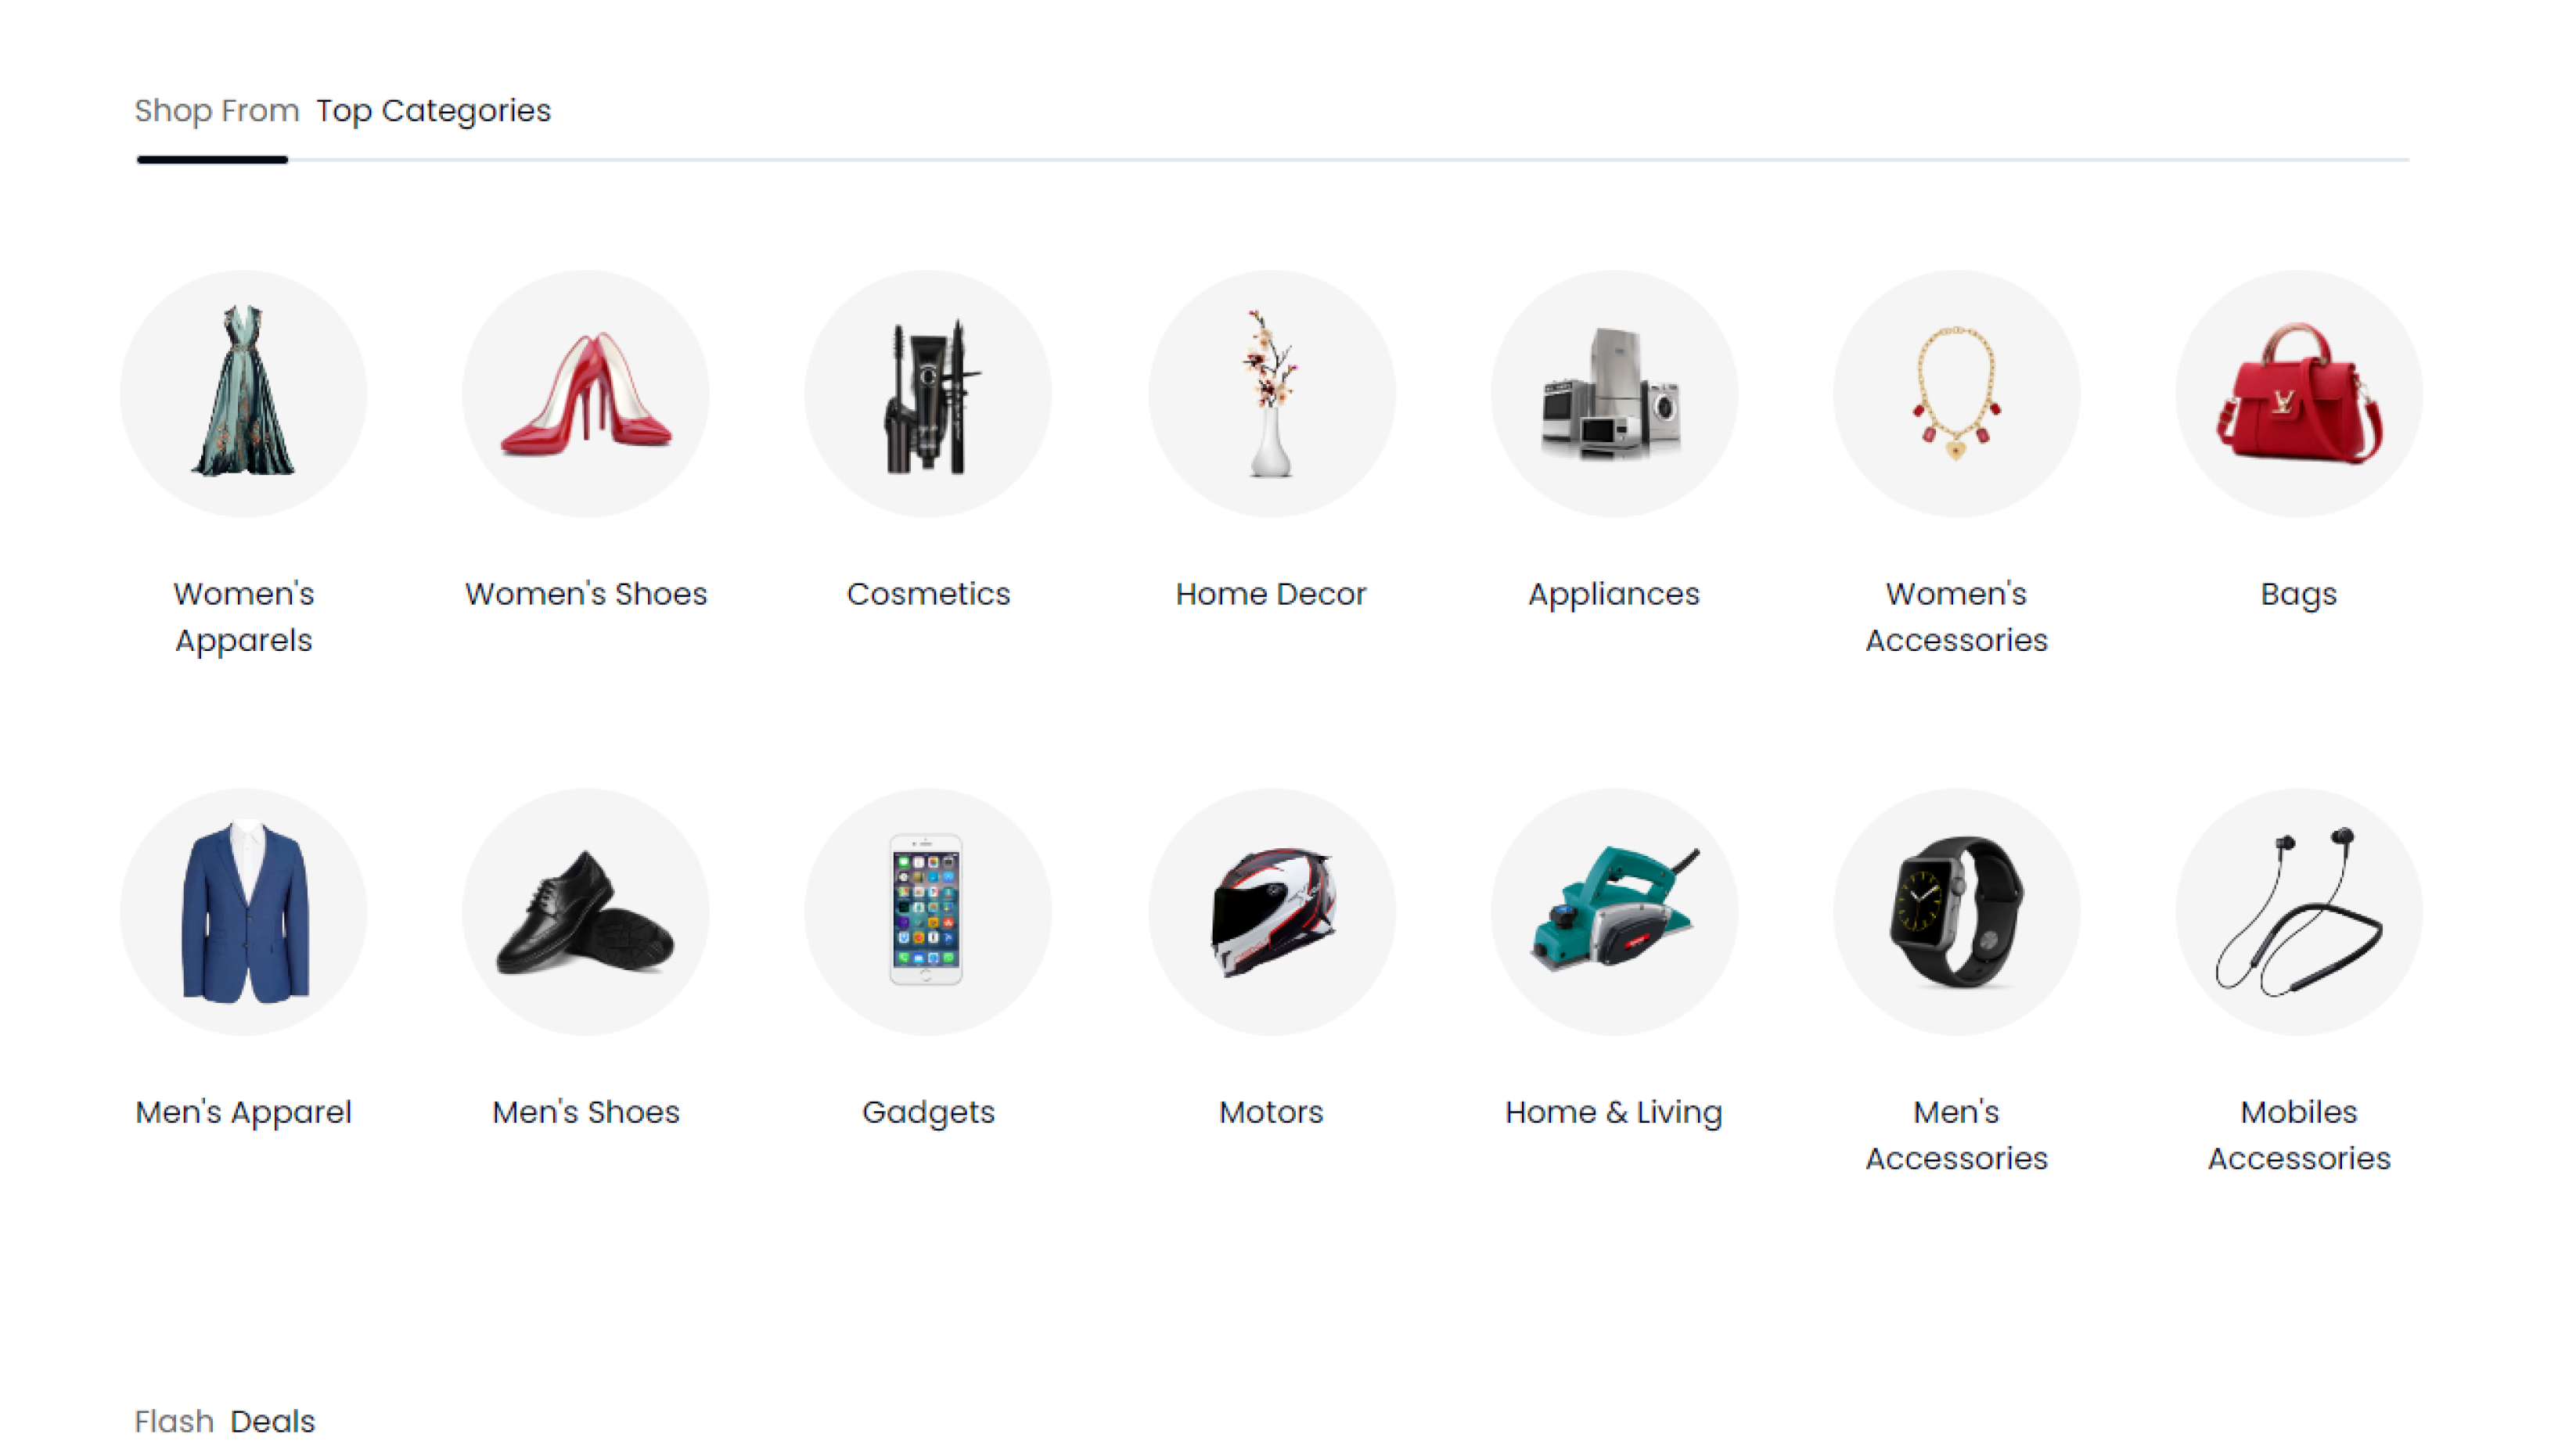 Shop From Top Categories
Women's
Apparels
Women's Shoes
Cosmetics
Home Decor
Appliances
Women's
Accessories
Bags
Men's Apparel
Men's Shoes
Gadgets
Motors
Home & Living
Men's
Accessories
Mobiles
Accessories
Flash Deals